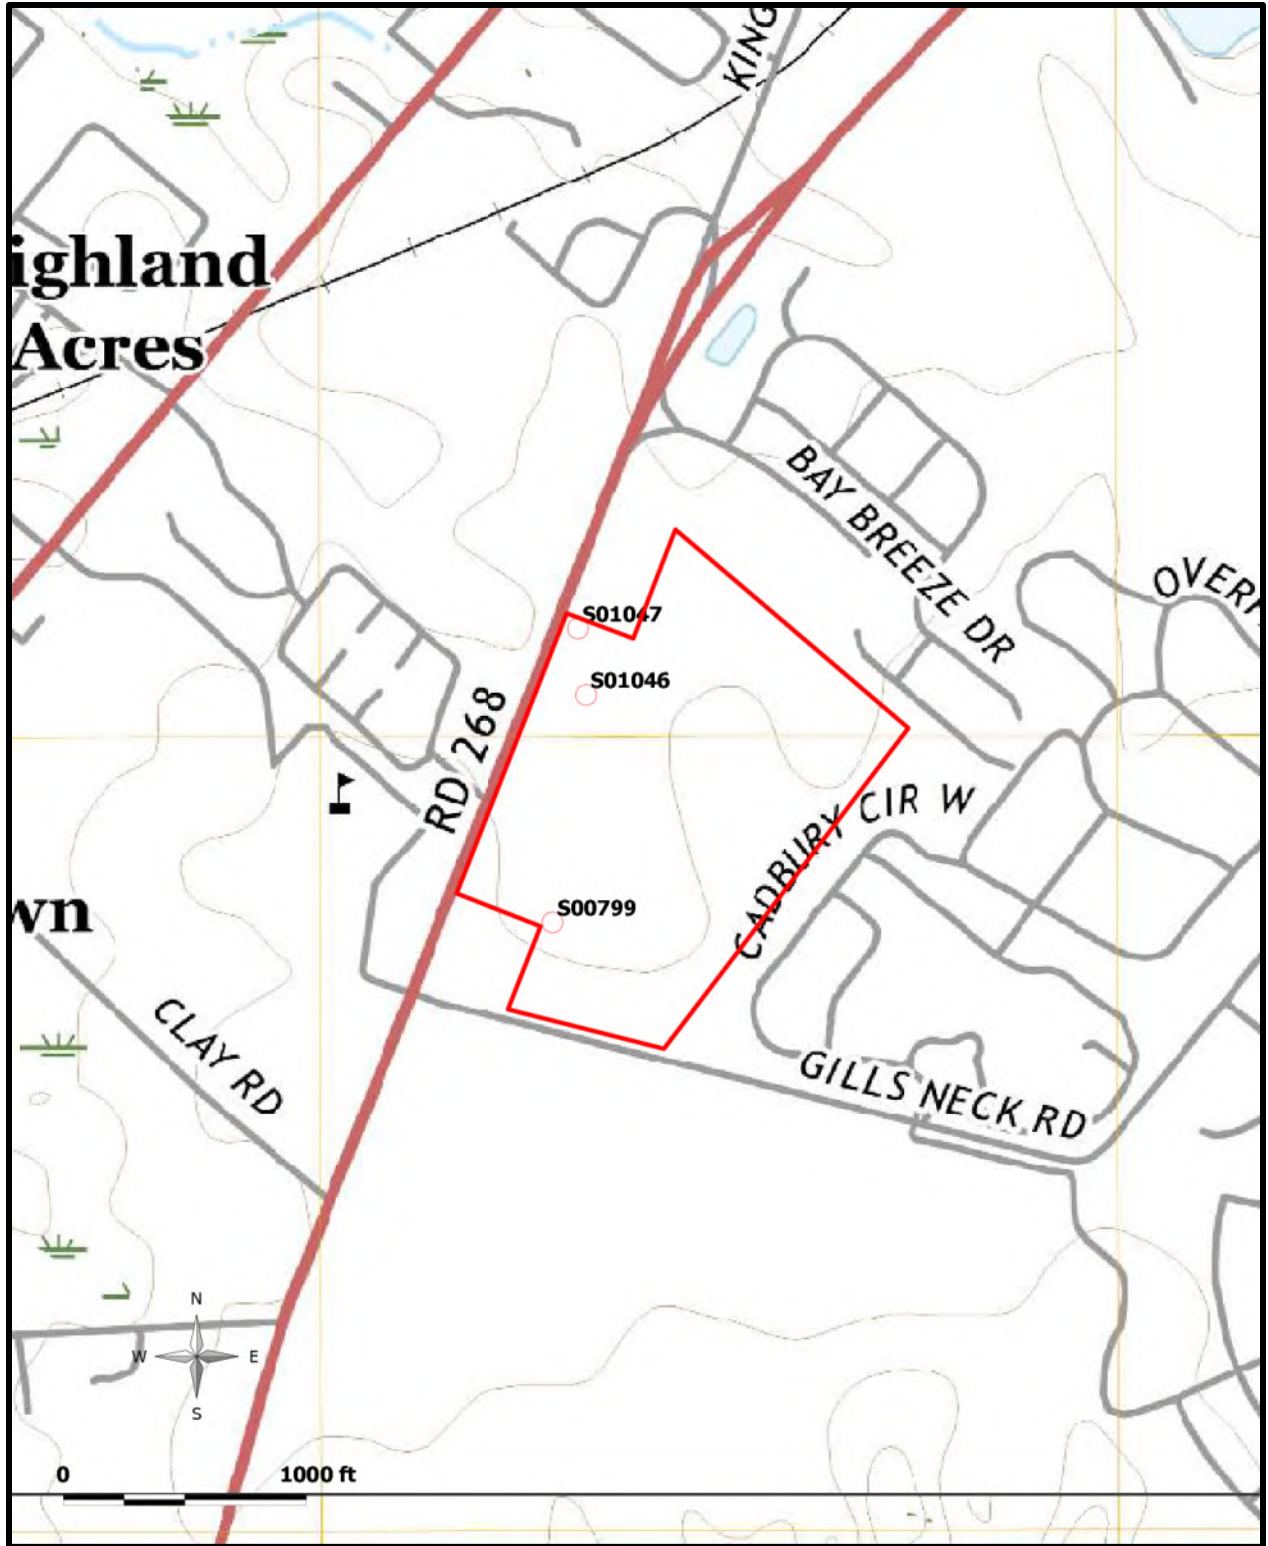 KING
ighland
Acres
BAY BREEZE DR
OVERF
S01047
S01046
RD 268
CADBURY CIR W
S00799
wn
CLAY RD
GILLS NECK RD
N
W E
S
0 1000 ft